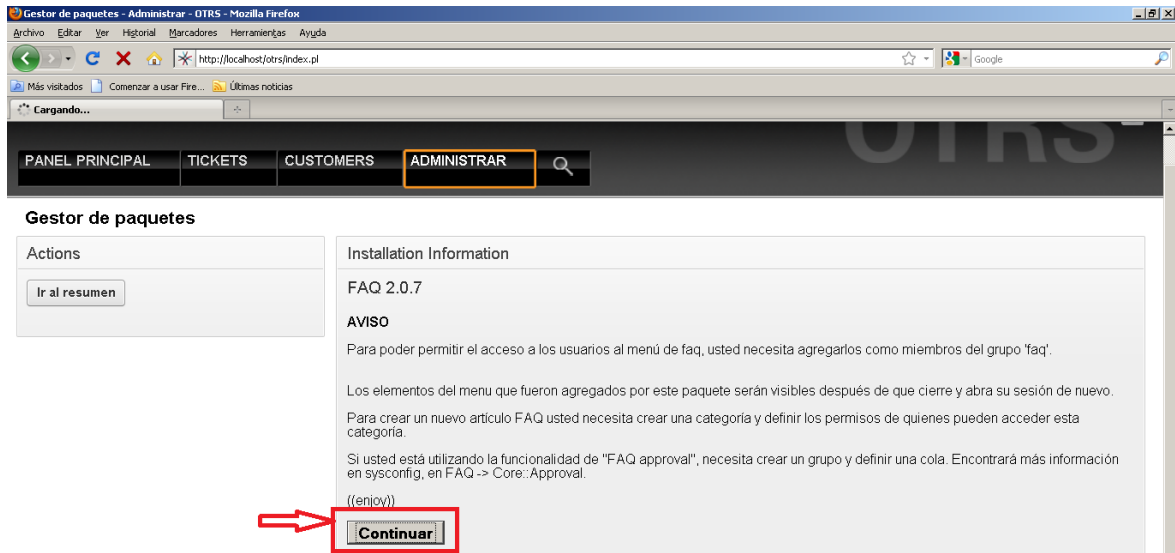 Gestor de paquetes - Administrar - OTRS - Mozilla Firefox
Archivo Editar Ver Historial Marcadores Herramientas Ayuda
http://localhost/otrs/index.pl Google
Más visitados Comenzar a usar Fire... Últimas noticias
Cargando...
OTRS
PANEL PRINCIPAL TICKETS CUSTOMERS ADMINISTRAR
Gestor de paquetes
Actions Installation Information
Ir al resumen FAQ 2.0.7
AVISO
Para poder permitir el acceso a los usuarios al menú de faq, usted necesita agregarlos como miembros del grupo 'faq'.
Los elementos del menu que fueron agregados por este paquete serán visibles después de que cierre y abra su sesión de nuevo.
Para crear un nuevo artículo FAQ usted necesita crear una categoría y definir los permisos de quienes pueden acceder esta
categoría.
Si usted está utilizando la funcionalidad de "FAQ approval", necesita crear un grupo y definir una cola. Encontrará más información
en sysconfig, en FAQ -> Core::Approval.
((enjoy))
Continuar